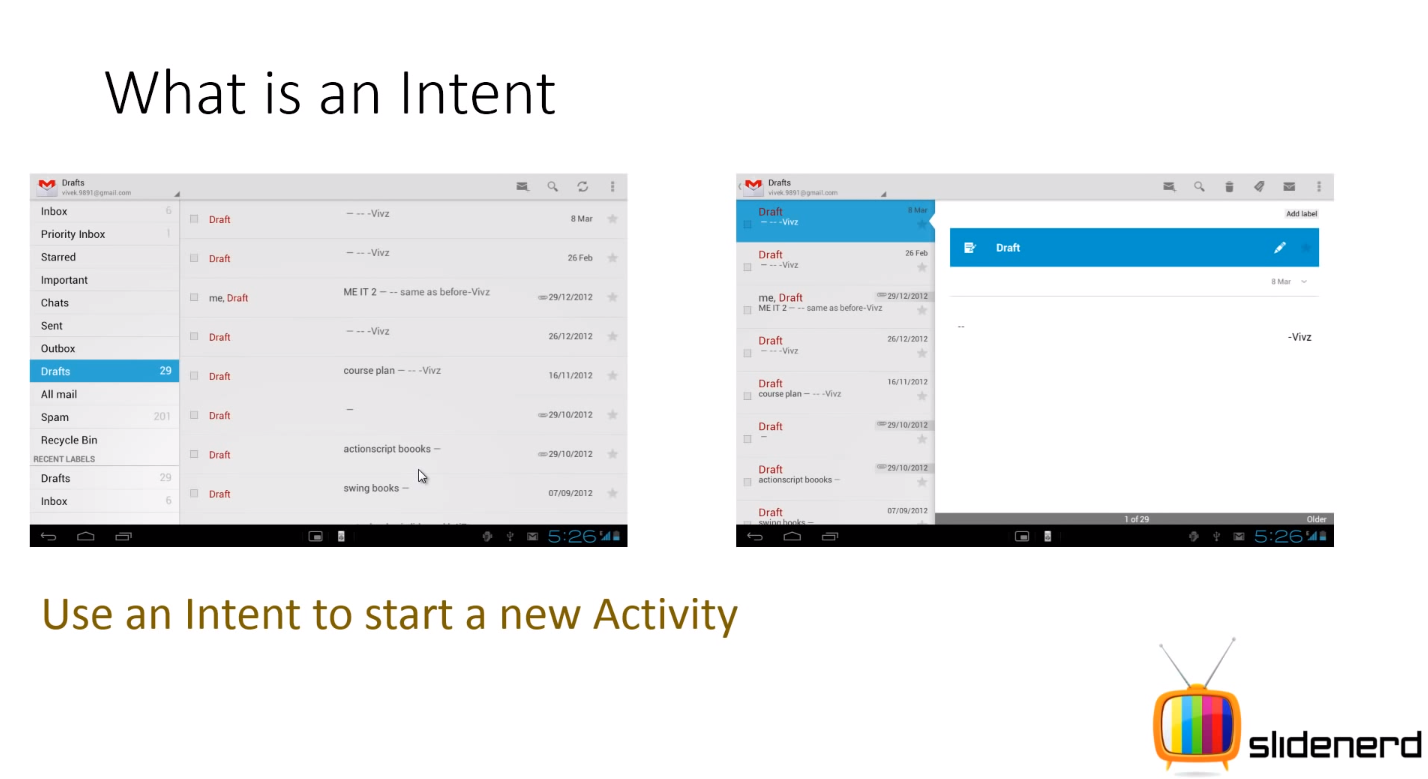 What is an Intent
Drafts
vivek.9891@gmail.com
Inbox 6
Priority Inbox 1
Starred
Important
Chats
Sent
Outbox
Drafts 29
All mail
Spam 201
Recycle Bin
RECENT LABELS
Drafts 29
Inbox 6
Draft — -- -Vivz 8 Mar
Draft — -- -Vivz 26 Feb
me, Draft ME IT 2 — -- same as before-Vivz 29/12/2012
Draft — -- -Vivz 26/12/2012
Draft course plan — -- -Vivz 16/11/2012
Draft — 29/10/2012
Draft actionscript boooks — 29/10/2012
Draft swing books — 07/09/2012
5:26
Drafts
vivek.9891@gmail.com
Draft 8 Mar
— -- -Vivz
Draft 26 Feb
— -- -Vivz
me, Draft 29/12/2012
ME IT 2 — -- same as before-Vivz
Draft 26/12/2012
— -- -Vivz
Draft 16/11/2012
course plan — -- -Vivz
Draft 29/10/2012
—
Draft 29/10/2012
actionscript boooks —
Draft 07/09/2012
swing books —
Add label
Draft
8 Mar
--
-Vivz
1 of 29 Older
5:26
Use an Intent to start a new Activity
slidenerd